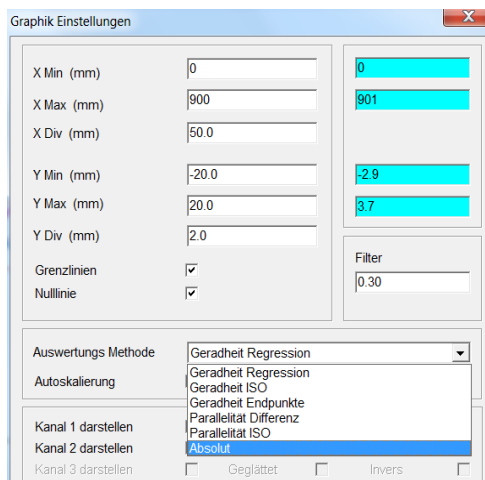 Graphik Einstellungen
X Min (mm) 0 0
X Max (mm) 900 901
X Div (mm) 50.0
Y Min (mm) -20.0 -2.9
Y Max (mm) 20.0 3.7
Y Div (mm) 2.0
Grenzlinien
Nulllinie
Filter
0.30
Auswertungs Methode Geradheit Regression
Autoskalierung
Geradheit Regression
Geradheit ISO
Geradheit Endpunkte
Parallelität Differenz
Parallelität ISO
Absolut
Kanal 1 darstellen
Kanal 2 darstellen
Kanal 3 darstellen Geglättet Invers